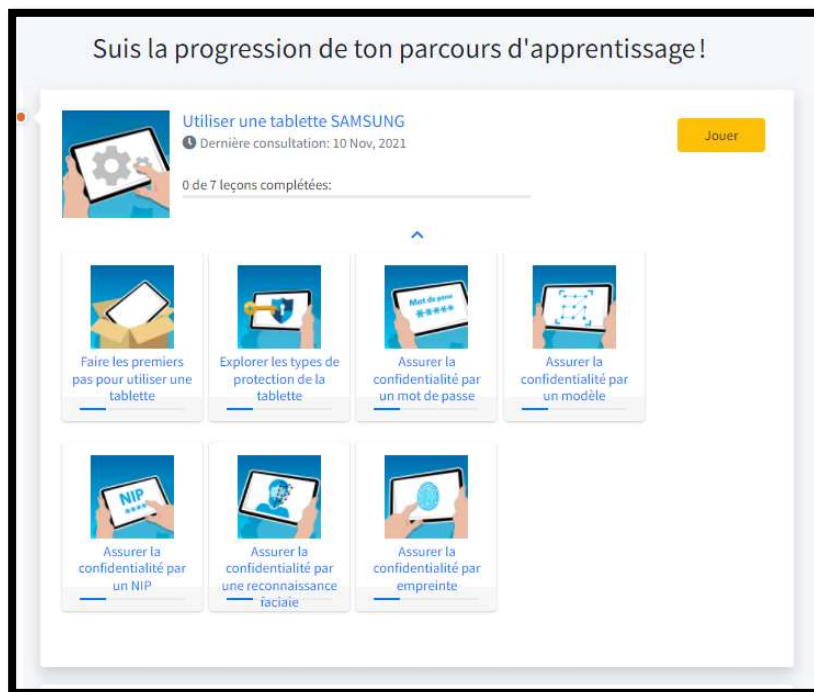 Suis la progression de ton parcours d'apprentissage!
Utiliser une tablette SAMSUNG
Dernière consultation: 10 Nov, 2021
Jouer
0 de 7 leçons complétées:
Mot de passe
*****
Faire les premiers
pas pour utiliser une
tablette
Explorer les types de
protection de la
tablette
Assurer la
confidentialité par
un mot de passe
Assurer la
confidentialité par
un modèle
NIP
****
Assurer la
confidentialité par
un NIP
Assurer la
confidentialité par
une reconnaissance
faciale
Assurer la
confidentialité par
empreinte